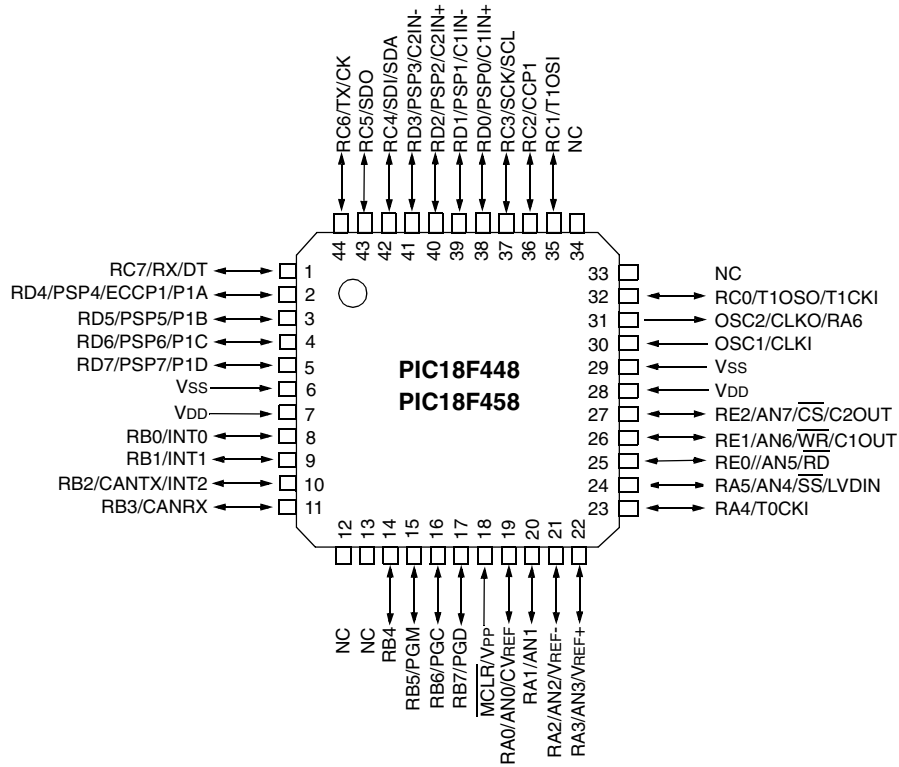 RC6/TX/CK
RC5/SDO
RC4/SDI/SDA
RD3/PSP3/C2IN-
RD2/PSP2/C2IN+
RD1/PSP1/C1IN-
RD0/PSP0/C1IN+
RC3/SCK/SCL
RC2/CCP1
RC1/T1OSI
NC
44
43
42
41
40
39
38
37
36
35
34
RC7/RX/DT 1
RD4/PSP4/ECCP1/P1A 2
RD5/PSP5/P1B 3
RD6/PSP6/P1C 4
RD7/PSP7/P1D 5
VSS 6
VDD 7
RB0/INT0 8
RB1/INT1 9
RB2/CANTX/INT2 10
RB3/CANRX 11
PIC18F448
PIC18F458
33 NC
32 RC0/T1OSO/T1CKI
31 OSC2/CLKO/RA6
30 OSC1/CLKI
29 VSS
28 VDD
27 RE2/AN7/CS/C2OUT
26 RE1/AN6/WR/C1OUT
25 RE0//AN5/RD
24 RA5/AN4/SS/LVDIN
23 RA4/T0CKI
12
13
14
15
16
17
18
19
20
21
22
NC
NC
RB4
RB5/PGM
RB6/PGC
RB7/PGD
MCLR/VPP
RA0/AN0/CVREF
RA1/AN1
RA2/AN2/VREF-
RA3/AN3/VREF+